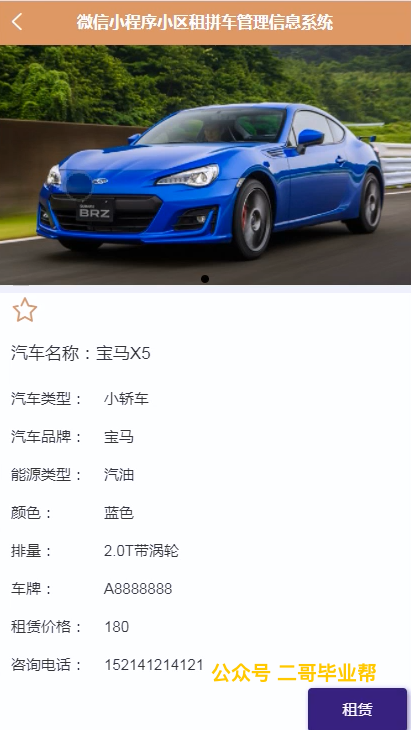 微信小程序小区租拼车管理信息系统
SUBARU
BRZ
汽车名称：宝马X5
汽车类型： 小轿车
汽车品牌： 宝马
能源类型： 汽油
颜色： 蓝色
排量： 2.0T带涡轮
车牌： A8888888
租赁价格： 180
咨询电话： 152141214121
公众号 二哥毕业帮
租赁